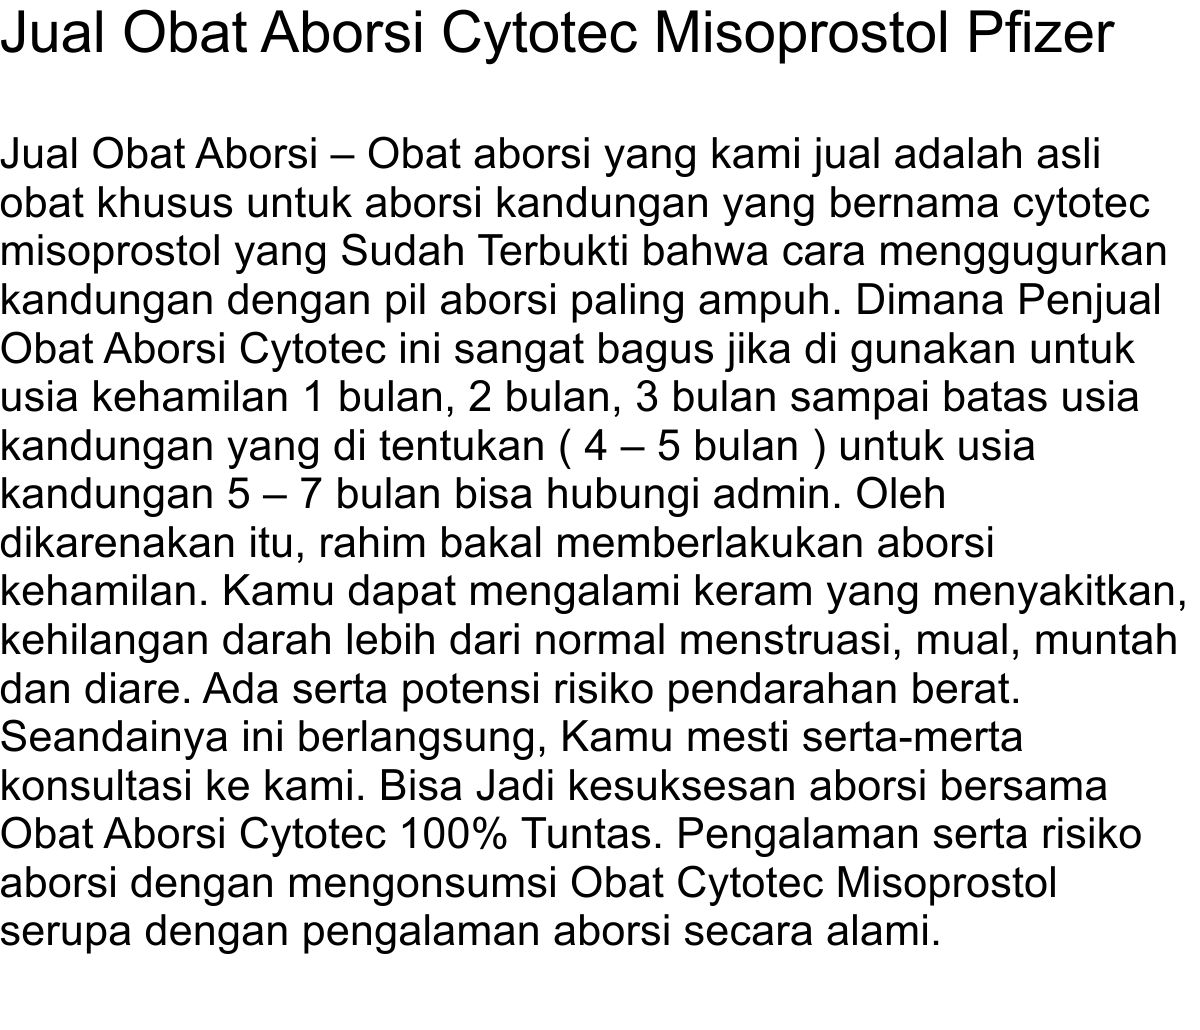 Jual Obat Aborsi Cytotec Misoprostol Pfizer
Jual Obat Aborsi – Obat aborsi yang kami jual adalah asli
obat khusus untuk aborsi kandungan yang bernama cytotec
misoprostol yang Sudah Terbukti bahwa cara menggugurkan
kandungan dengan pil aborsi paling ampuh. Dimana Penjual
Obat Aborsi Cytotec ini sangat bagus jika di gunakan untuk
usia kehamilan 1 bulan, 2 bulan, 3 bulan sampai batas usia
kandungan yang di tentukan ( 4 – 5 bulan ) untuk usia
kandungan 5 – 7 bulan bisa hubungi admin. Oleh
dikarenakan itu, rahim bakal memberlakukan aborsi
kehamilan. Kamu dapat mengalami keram yang menyakitkan,
kehilangan darah lebih dari normal menstruasi, mual, muntah
dan diare. Ada serta potensi risiko pendarahan berat.
Seandainya ini berlangsung, Kamu mesti serta-merta
konsultasi ke kami. Bisa Jadi kesuksesan aborsi bersama
Obat Aborsi Cytotec 100% Tuntas. Pengalaman serta risiko
aborsi dengan mengonsumsi Obat Cytotec Misoprostol
serupa dengan pengalaman aborsi secara alami.